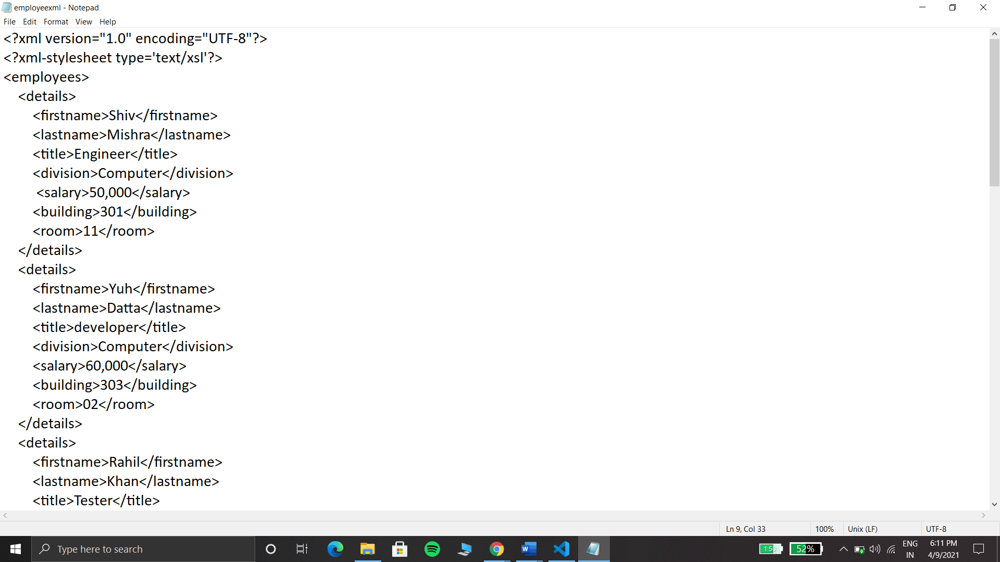 employeexml - Notepad
File Edit Format View Help
<?xml version="1.0" encoding="UTF-8"?>
<?xml-stylesheet type='text/xsl'?>
<employees>
<details>
<firstname>Shiv</firstname>
<lastname>Mishra</lastname>
<title>Engineer</title>
<division>Computer</division>
<salary>50,000</salary>
<building>301</building>
<room>11</room>
</details>
<details>
<firstname>Yuh</firstname>
<lastname>Datta</lastname>
<title>developer</title>
<division>Computer</division>
<salary>60,000</salary>
<building>303</building>
<room>02</room>
</details>
<details>
<firstname>Rahil</firstname>
<lastname>Khan</lastname>
<title>Tester</title>
Ln 9, Col 33 100% Unix (LF) UTF-8
Type here to search
1:50 52% ENG 6:11 PM
IN 4/9/2021